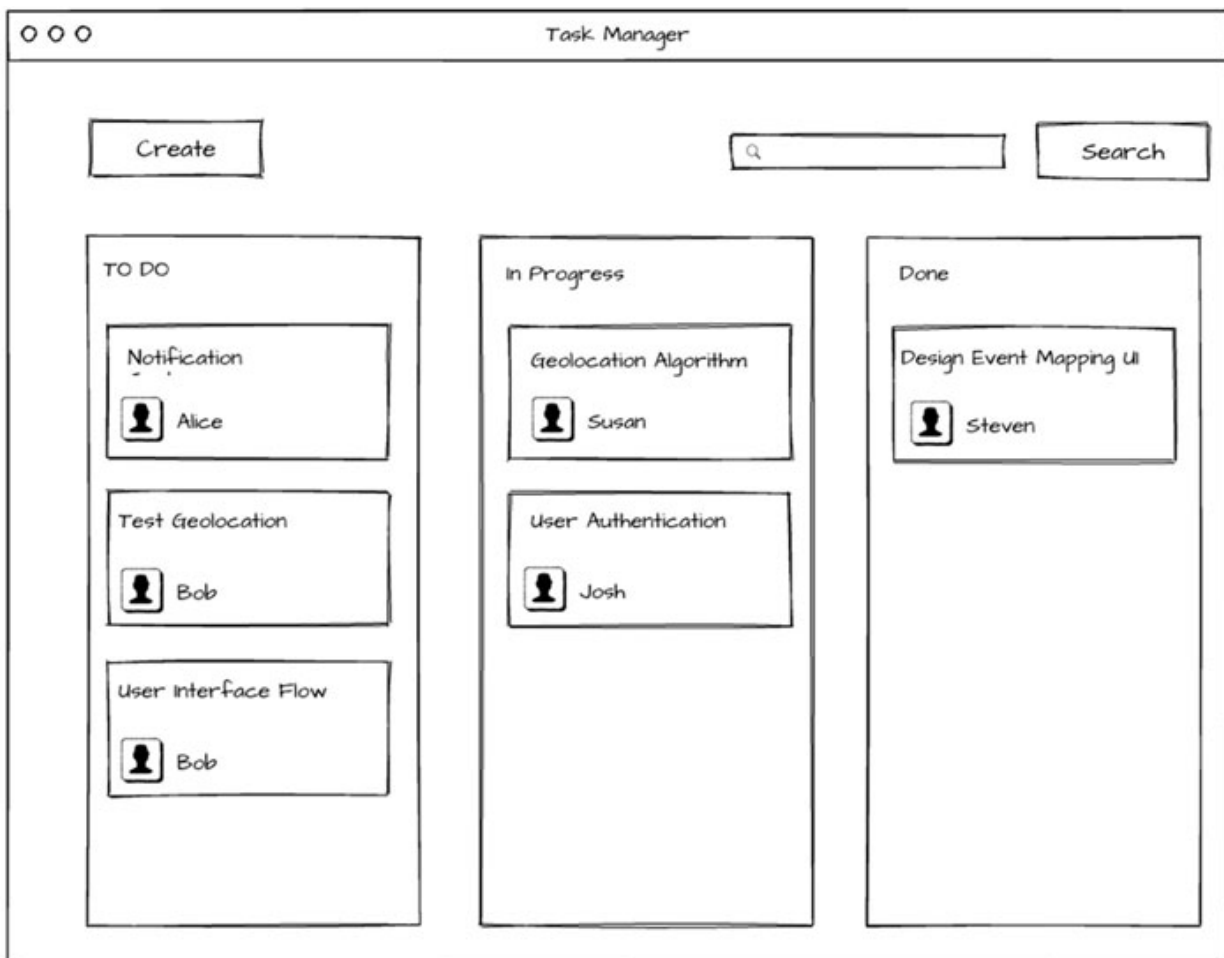 Task Manager
Create
Search
TO DO
Notification
Alice
Test Geolocation
Bob
User Interface Flow
Bob
In Progress
Geolocation Algorithm
Susan
User Authentication
Josh
Done
Design Event Mapping UI
Steven